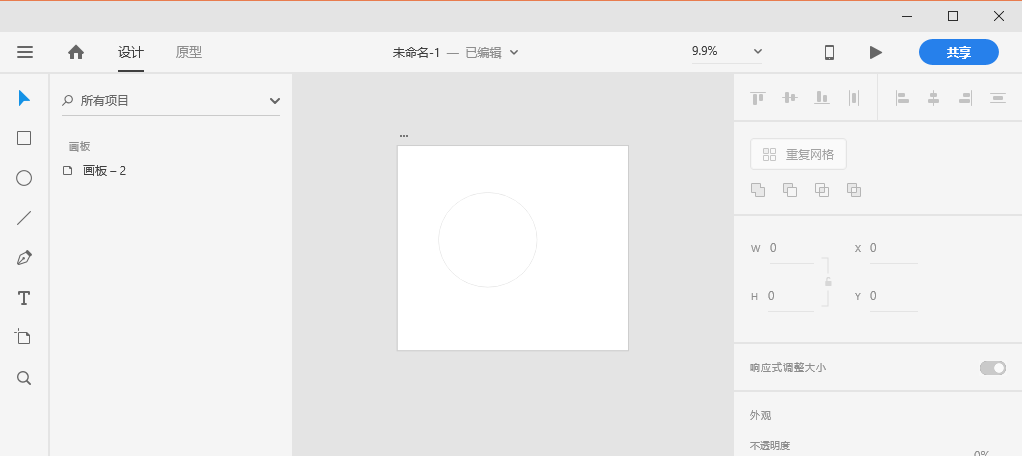 设计 原型 未命名-1 — 已编辑 9.9% 共享
所有项目
画板
画板 – 2
...
重复网格
W 0 X 0
H 0 Y 0
响应式调整大小
外观
不透明度
0%